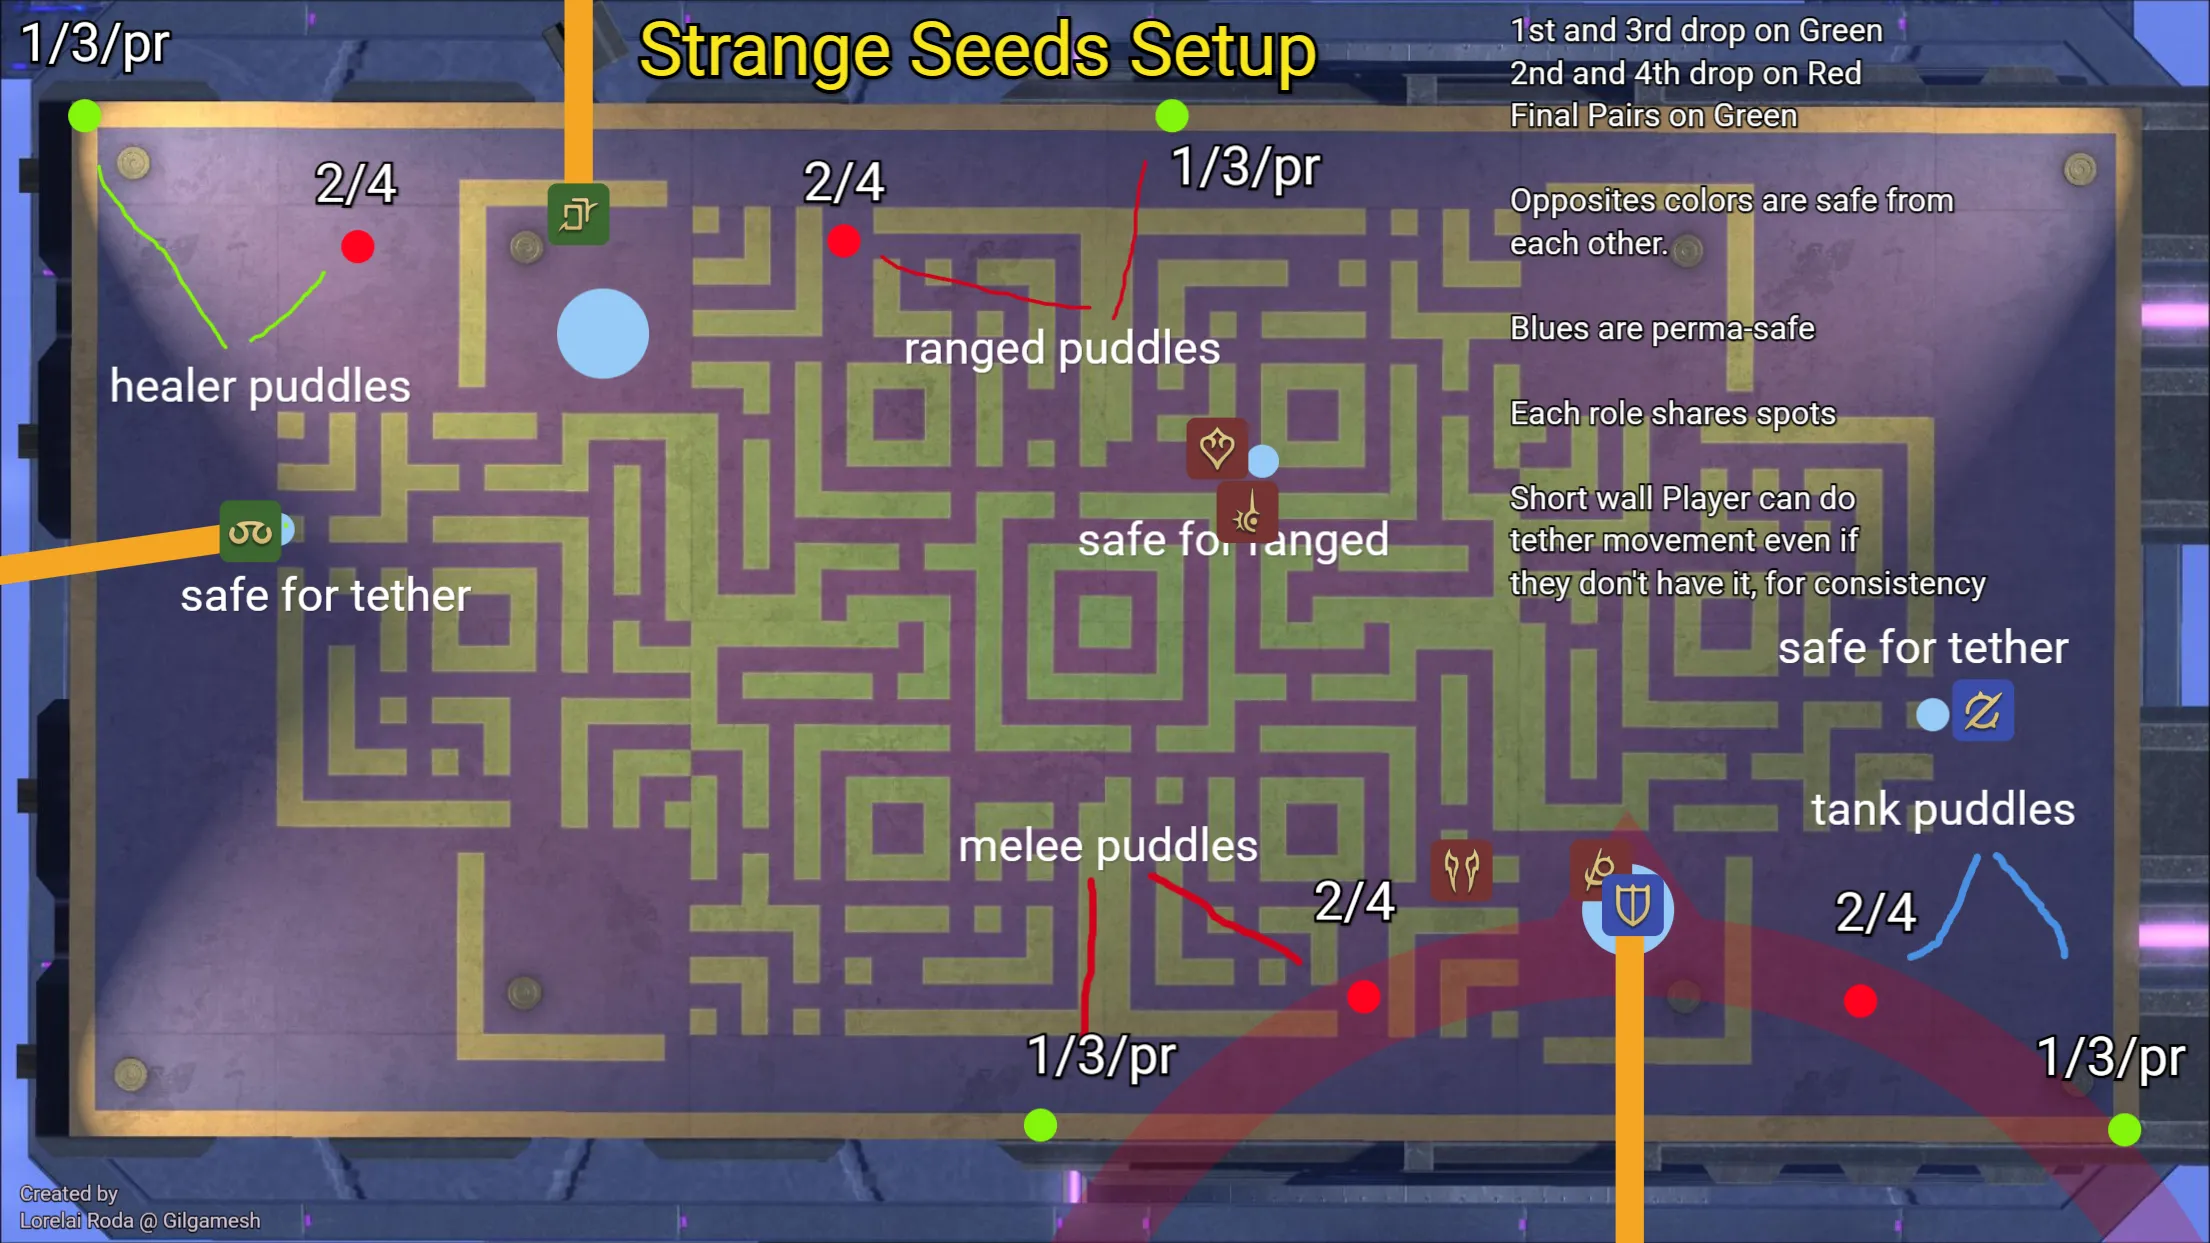 1/3/pr
Strange Seeds Setup
1st and 3rd drop on Green
2nd and 4th drop on Red
Final Pairs on Green
2/4
2/4
1/3/pr
Opposites colors are safe from
each other.
Blues are perma-safe
ranged puddles
healer puddles
Each role shares spots
Short wall Player can do
tether movement even if
they don't have it, for consistency
safe for ranged
safe for tether
safe for tether
tank puddles
melee puddles
2/4
2/4
1/3/pr
1/3/pr
Created by
Lorelai Roda @ Gilgamesh